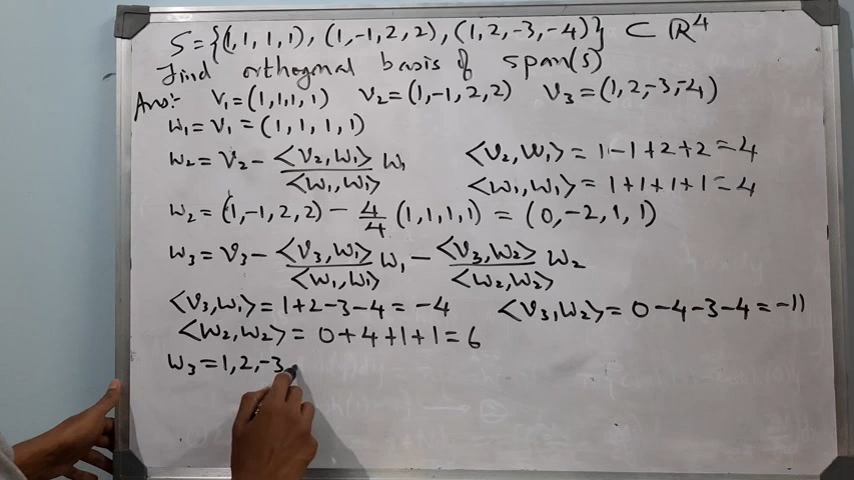 S={(1,1,1,1), (1,-1,2,2), (1,2,-3,-4)} ⊂ ℝ⁴
Find orthogonal basis of span(S)
Ans:- V₁=(1,1,1,1) V₂=(1,-1,2,2) V₃=(1,2,-3,-4)
W₁=V₁=(1,1,1,1)
W₂=V₂-<V₂,W₁>/<W₁,W₁> W₁ <V₂,W₁>=1-1+2+2=4
<W₁,W₁>=1+1+1+1=4
W₂=(1,-1,2,2)-4/4(1,1,1,1)=(0,-2,1,1)
W₃=V₃-<V₃,W₁>/<W₁,W₁> W₁-<V₃,W₂>/<W₂,W₂> W₂
<V₃,W₁>=1+2-3-4=-4 <V₃,W₂>=0-4-3-4=-11
<W₂,W₂>=0+4+1+1=6
W₃=1,2,-3